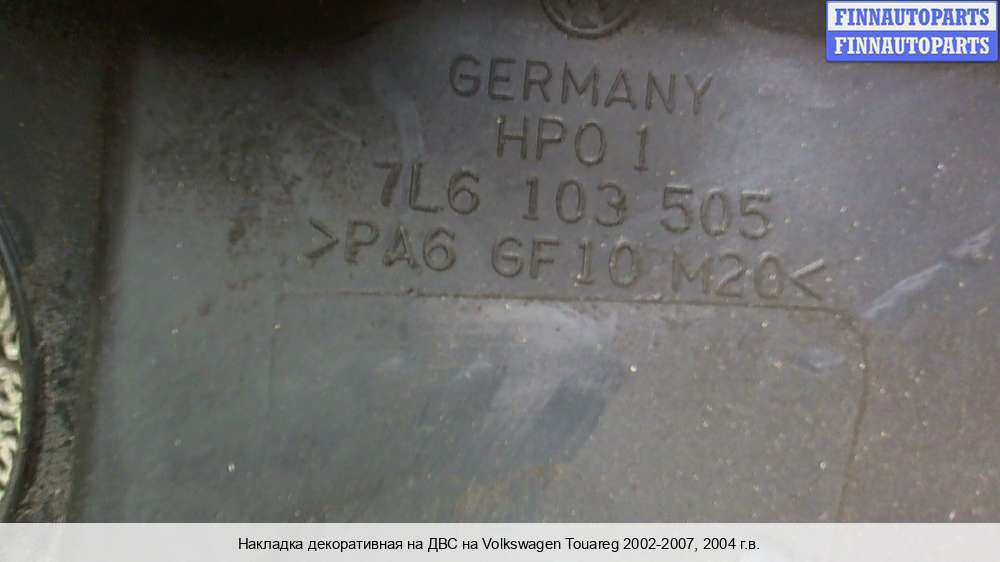 FINNAUTOPARTS
FINNAUTOPARTS
GERMANY
HPO 1
7L6 103 505
>PA6 GF10 M20<
Накладка декоративная на ДВС на Volkswagen Touareg 2002-2007, 2004 г.в.